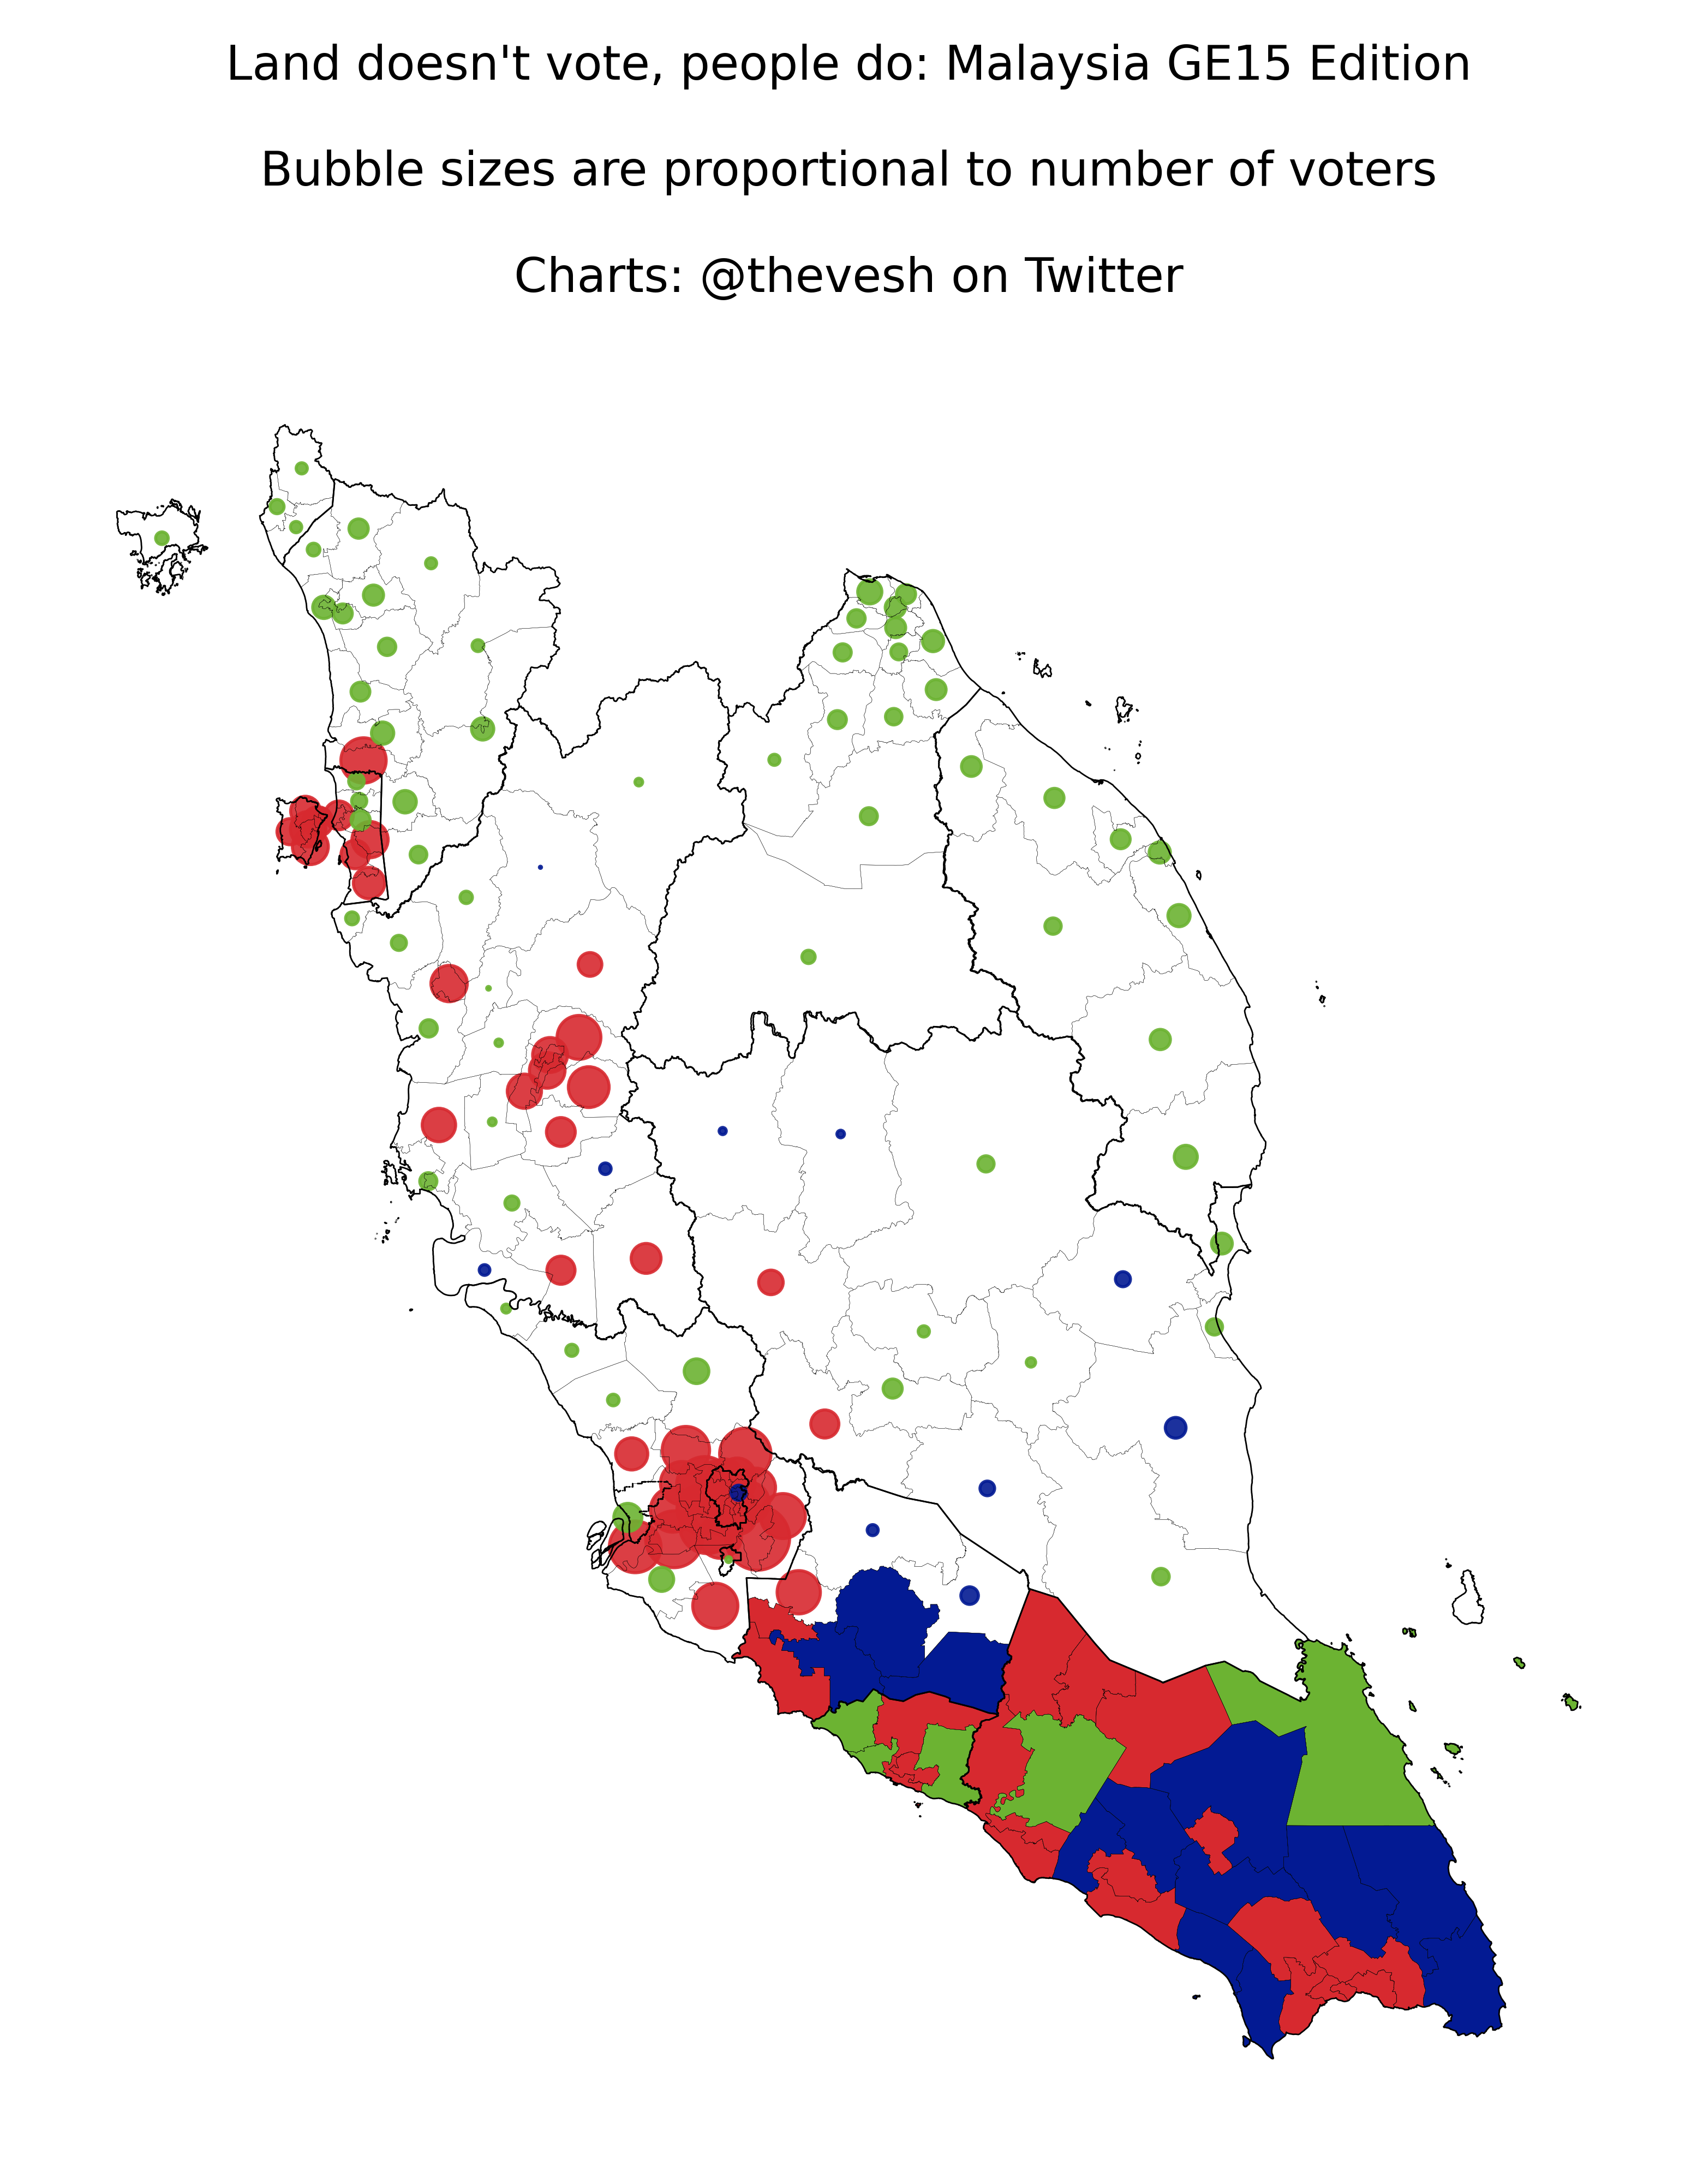 Land doesn't vote, people do: Malaysia GE15 Edition
Bubble sizes are proportional to number of voters
Charts: @thevesh on Twitter